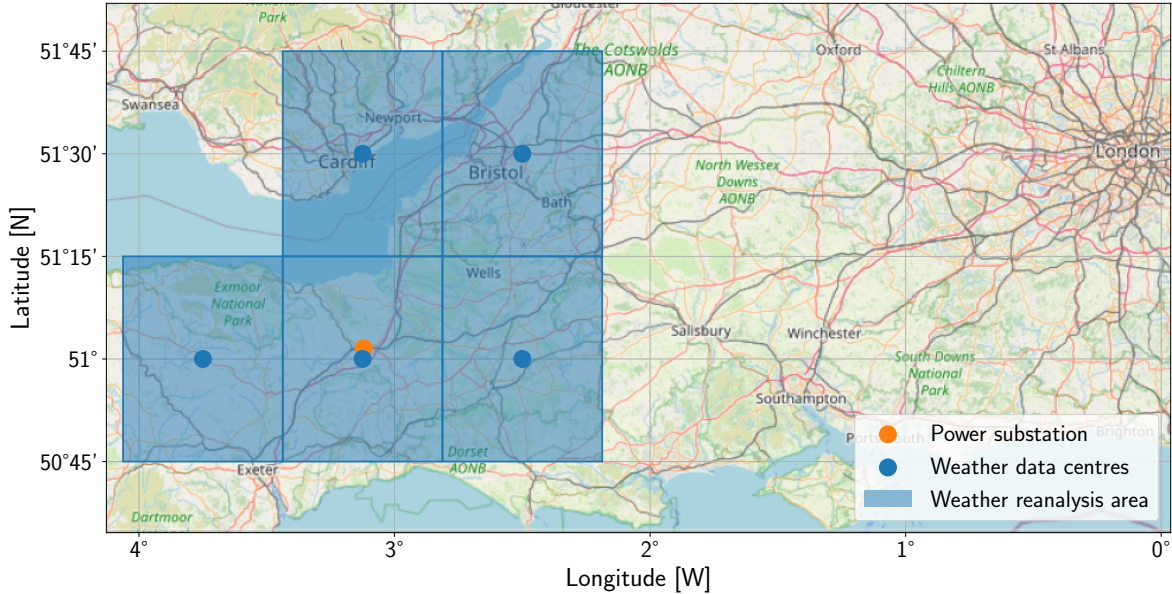 National
Park
Gloucester
51°45'
The Cotswolds
AONB
Oxford
St Albans
Chiltern
Hills AONB
Swansea
Newport
51°30'
Cardiff
Bristol
North Wessex
Downs
AONB
London
Bath
51°15'
Wells
Exmoor
National
Park
Salisbury
Winchester
51°
South Downs
National
Park
Southampton
Portsmouth
Brighton
50°45'
Exeter
Dorset
AONB
Dartmoor
Power substation
Weather data centres
Weather reanalysis area
4°
3°
2°
1°
0°
Longitude [W]
Latitude [N]